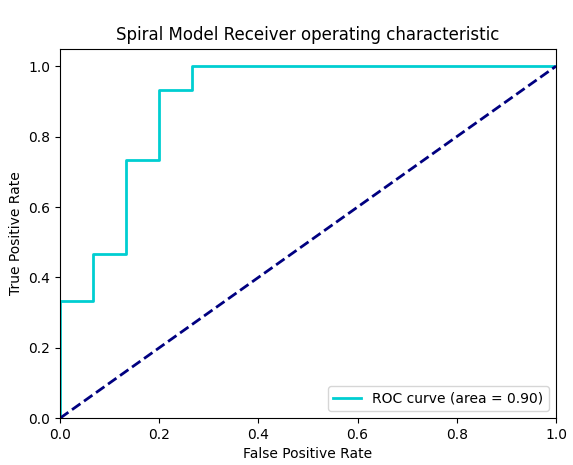 Spiral Model Receiver operating characteristic
1.0
0.8
0.6
0.4
0.2
0.0
True Positive Rate
ROC curve (area = 0.90)
0.0 0.2 0.4 0.6 0.8 1.0
False Positive Rate